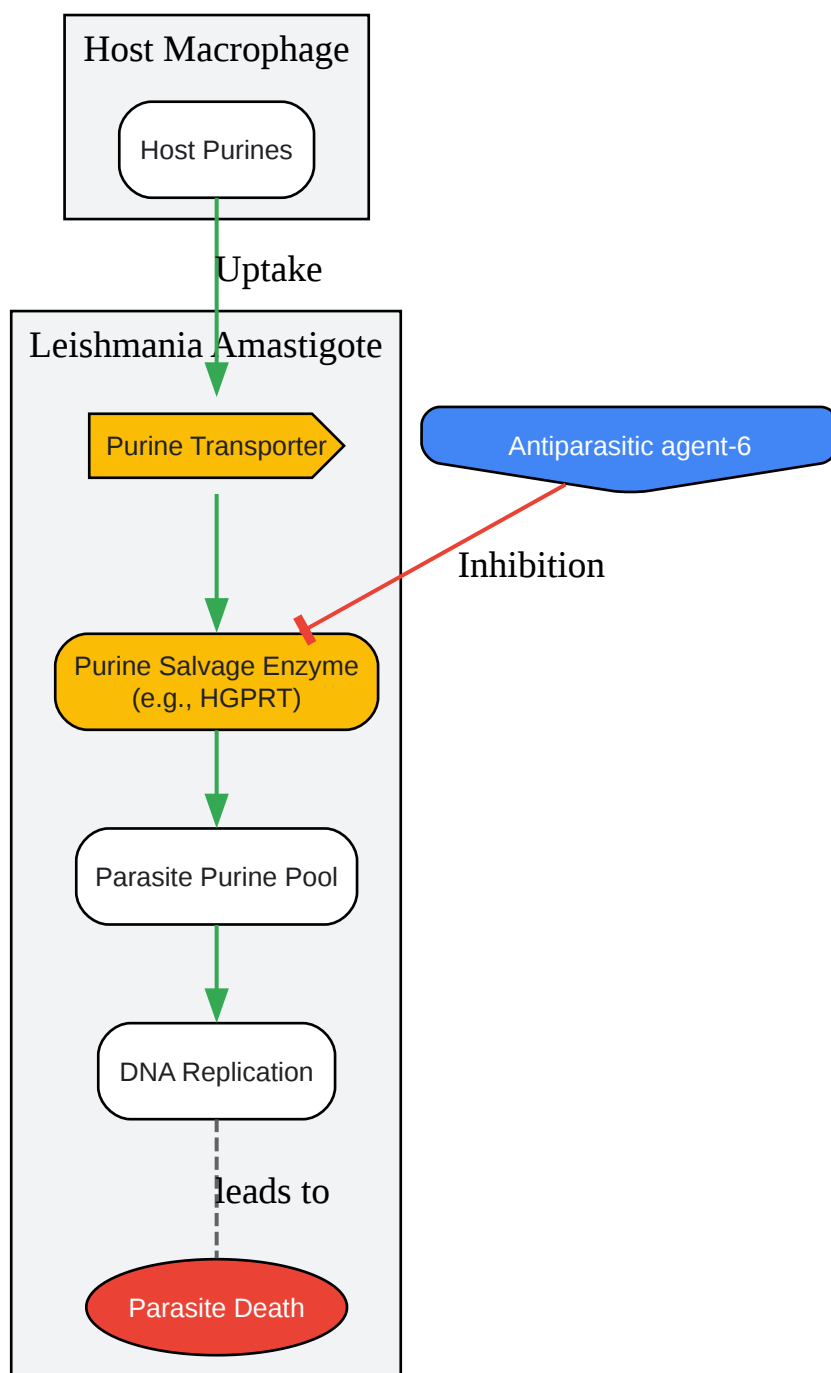 Host Macrophage
Host Purines
Uptake
Leishmania Amastigote
Purine Transporter
Antiparasitic agent-6
Inhibition
Purine Salvage Enzyme
(e.g., HGPRT)
Parasite Purine Pool
DNA Replication
leads to
Parasite Death